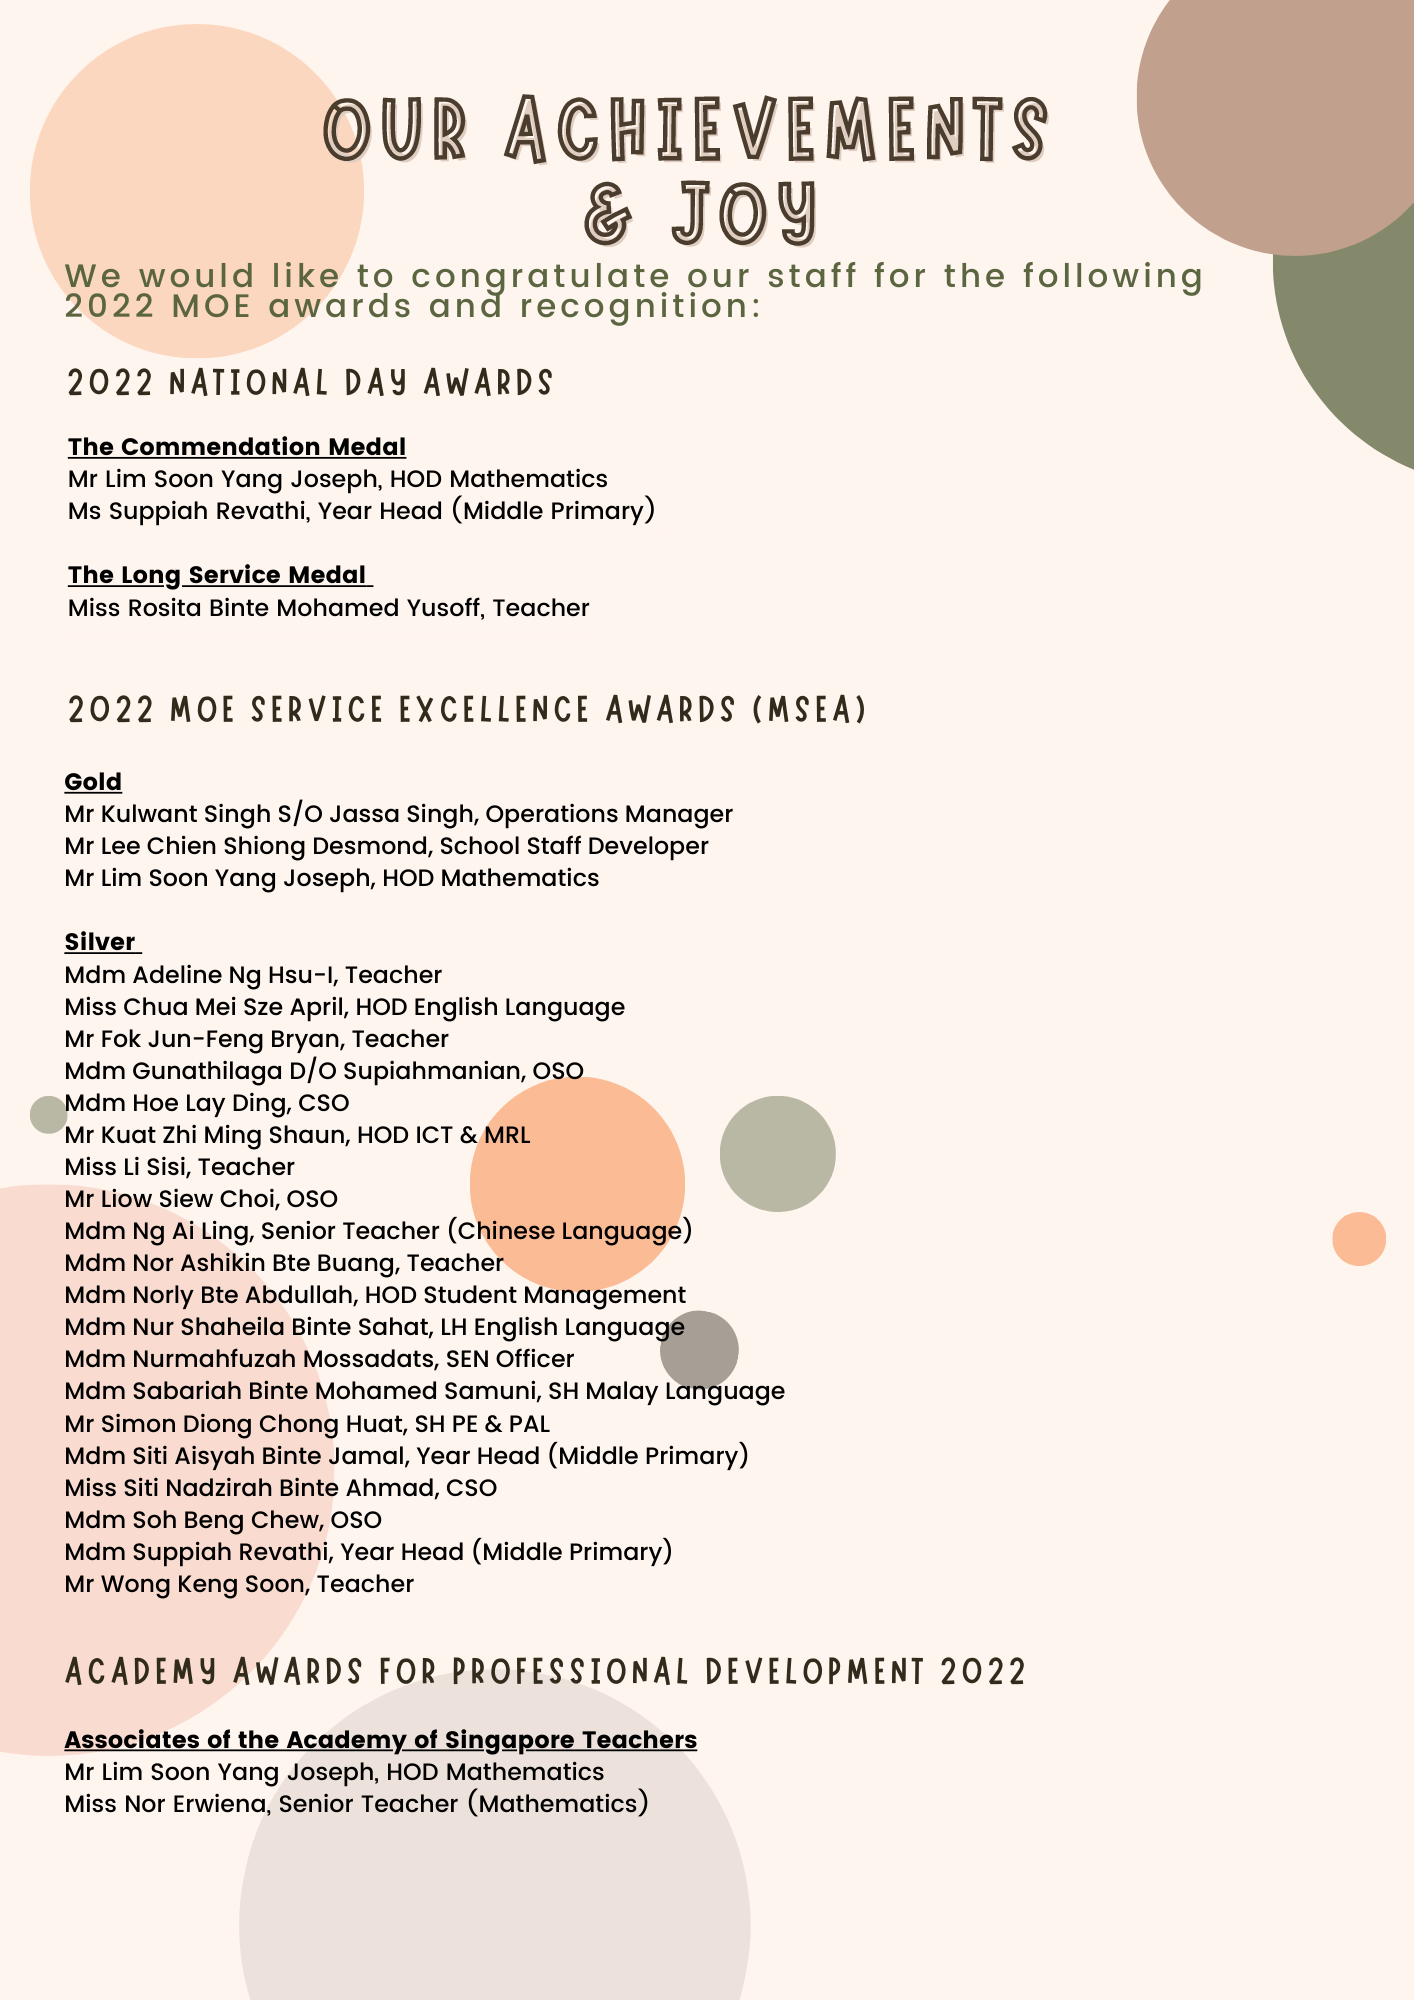 OUR ACHIEVEMENTS
& JOY
We would like to congratulate our staff for the following
2022 MOE awards and recognition:
2022 NATIONAL DAY AWARDS
The Commendation Medal
Mr Lim Soon Yang Joseph, HOD Mathematics
Ms Suppiah Revathi, Year Head (Middle Primary)
The Long Service Medal
Miss Rosita Binte Mohamed Yusoff, Teacher
2022 MOE SERVICE EXCELLENCE AWARDS (MSEA)
Gold
Mr Kulwant Singh S/O Jassa Singh, Operations Manager
Mr Lee Chien Shiong Desmond, School Staff Developer
Mr Lim Soon Yang Joseph, HOD Mathematics
Silver
Mdm Adeline Ng Hsu-I, Teacher
Miss Chua Mei Sze April, HOD English Language
Mr Fok Jun-Feng Bryan, Teacher
Mdm Gunathilaga D/O Supiahmanian, OSO
Mdm Hoe Lay Ding, CSO
Mr Kuat Zhi Ming Shaun, HOD ICT & MRL
Miss Li Sisi, Teacher
Mr Liow Siew Choi, OSO
Mdm Ng Ai Ling, Senior Teacher (Chinese Language)
Mdm Nor Ashikin Bte Buang, Teacher
Mdm Norly Bte Abdullah, HOD Student Management
Mdm Nur Shaheila Binte Sahat, LH English Language
Mdm Nurmahfuzah Mossadats, SEN Officer
Mdm Sabariah Binte Mohamed Samuni, SH Malay Language
Mr Simon Diong Chong Huat, SH PE & PAL
Mdm Siti Aisyah Binte Jamal, Year Head (Middle Primary)
Miss Siti Nadzirah Binte Ahmad, CSO
Mdm Soh Beng Chew, OSO
Mdm Suppiah Revathi, Year Head (Middle Primary)
Mr Wong Keng Soon, Teacher
ACADEMY AWARDS FOR PROFESSIONAL DEVELOPMENT 2022
Associates of the Academy of Singapore Teachers
Mr Lim Soon Yang Joseph, HOD Mathematics
Miss Nor Erwiena, Senior Teacher (Mathematics)